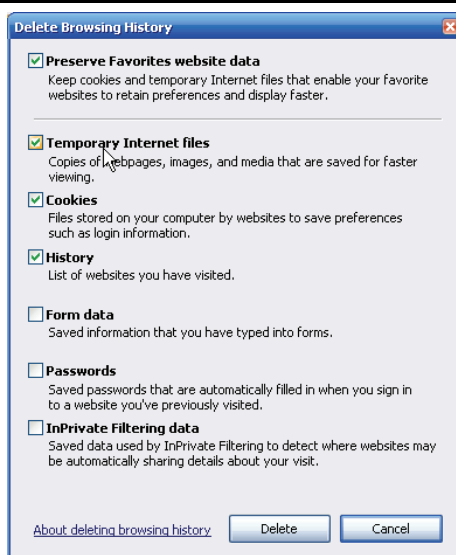 Delete Browsing History
Preserve Favorites website data
Keep cookies and temporary Internet files that enable your favorite
websites to retain preferences and display faster.
Temporary Internet files
Copies of webpages, images, and media that are saved for faster
viewing.
Cookies
Files stored on your computer by websites to save preferences
such as login information.
History
List of websites you have visited.
Form data
Saved information that you have typed into forms.
Passwords
Saved passwords that are automatically filled in when you sign in
to a website you've previously visited.
InPrivate Filtering data
Saved data used by InPrivate Filtering to detect where websites may
be automatically sharing details about your visit.
About deleting browsing history Delete Cancel